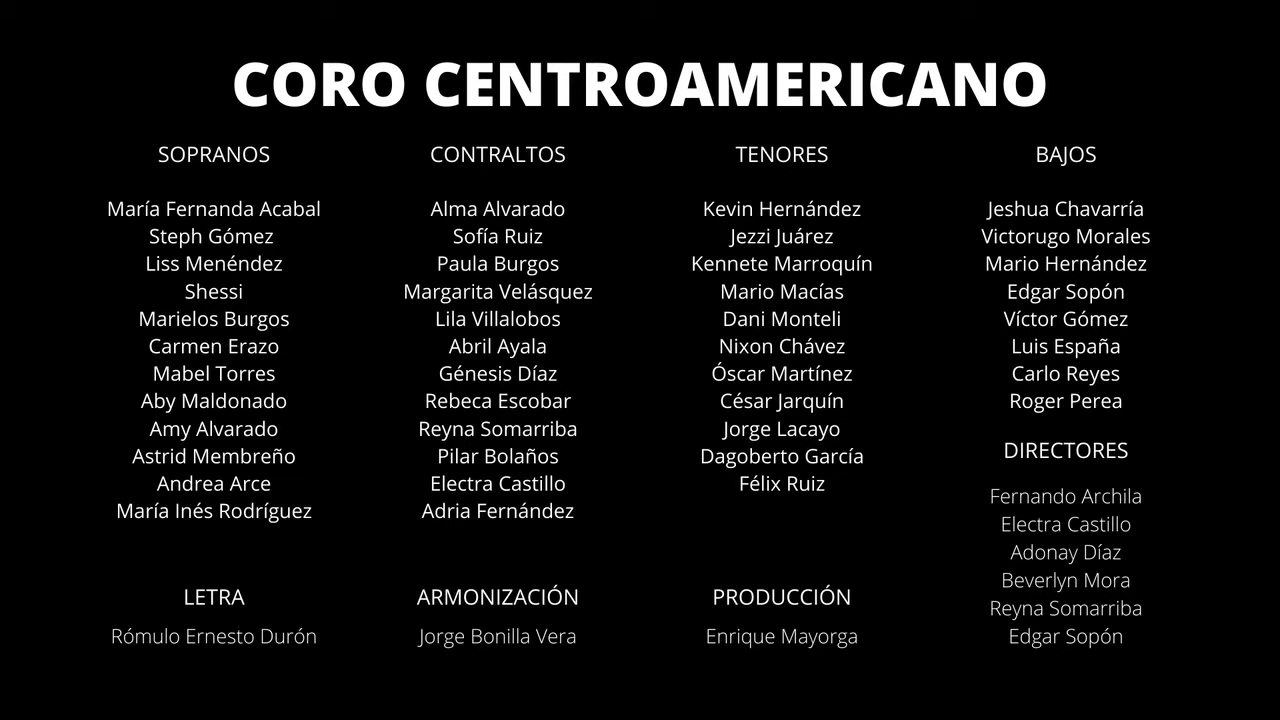 CORO CENTROAMERICANO
SOPRANOS
María Fernanda Acabal
Steph Gómez
Liss Menéndez
Shessi
Marielos Burgos
Carmen Erazo
Mabel Torres
Aby Maldonado
Amy Alvarado
Astrid Membreño
Andrea Arce
María Inés Rodríguez
CONTRALTOS
Alma Alvarado
Sofía Ruiz
Paula Burgos
Margarita Velásquez
Lila Villalobos
Abril Ayala
Génesis Díaz
Rebeca Escobar
Reyna Somarriba
Pilar Bolaños
Electra Castillo
Adria Fernández
TENORES
Kevin Hernández
Jezzi Juárez
Kennete Marroquín
Mario Macías
Dani Monteli
Nixon Chávez
Óscar Martínez
César Jarquín
Jorge Lacayo
Dagoberto García
Félix Ruiz
BAJOS
Jeshua Chavarría
Victorugo Morales
Mario Hernández
Edgar Sopón
Víctor Gómez
Luis España
Carlo Reyes
Roger Perea
DIRECTORES
Fernando Archila
Electra Castillo
Adonay Díaz
Beverlyn Mora
Reyna Somarriba
Edgar Sopón
LETRA
Rómulo Ernesto Durón
ARMONIZACIÓN
Jorge Bonilla Vera
PRODUCCIÓN
Enrique Mayorga